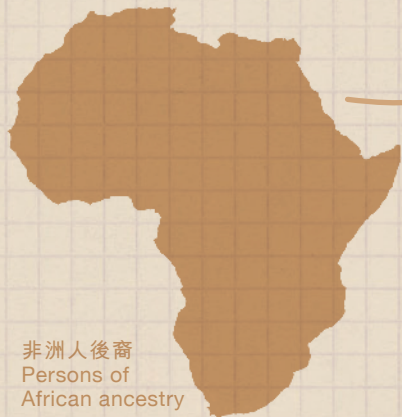 非洲人後裔
Persons of
African ancestry